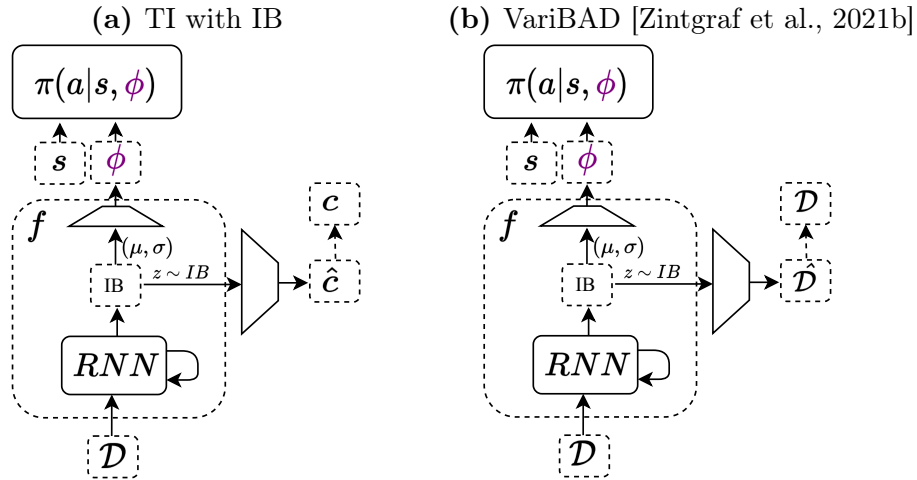 (a) TI with IB
π(a|s, ϕ)
s
ϕ
f
(μ, σ)
c
IB
z ∼ IB
ĉ
RNN
𝒟
(b) VariBAD [Zintgraf et al., 2021b]
π(a|s, ϕ)
s
ϕ
f
(μ, σ)
𝒟
IB
z ∼ IB
𝒟̂
RNN
𝒟